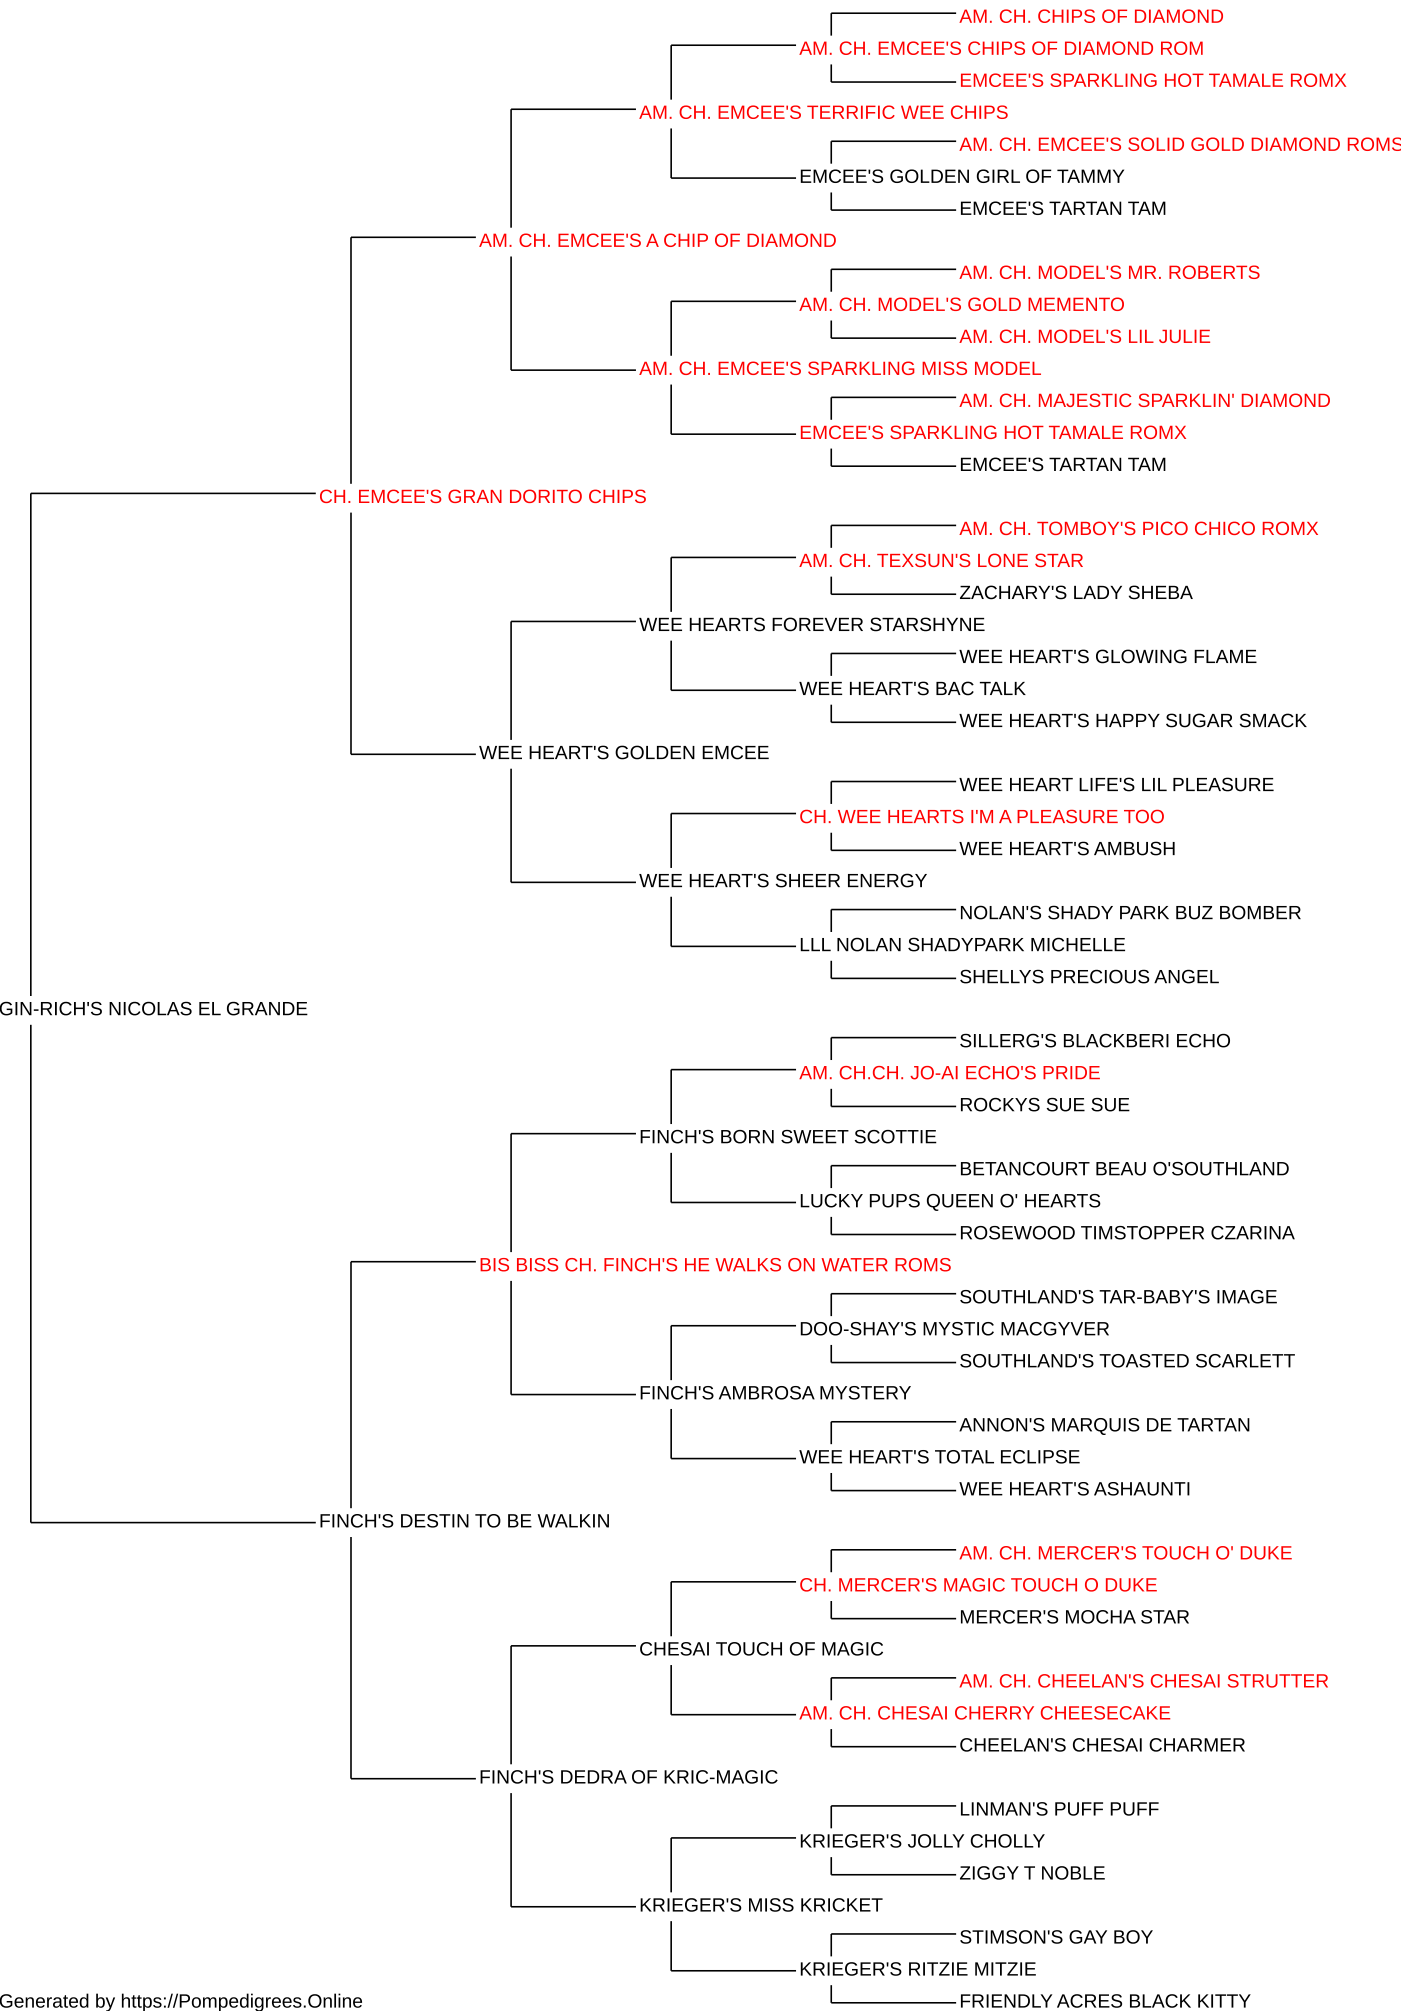 AM. CH. CHIPS OF DIAMOND
AM. CH. EMCEE'S CHIPS OF DIAMOND ROM
EMCEE'S SPARKLING HOT TAMALE ROMX
AM. CH. EMCEE'S TERRIFIC WEE CHIPS
AM. CH. EMCEE'S SOLID GOLD DIAMOND ROMS
EMCEE'S GOLDEN GIRL OF TAMMY
EMCEE'S TARTAN TAM
AM. CH. EMCEE'S A CHIP OF DIAMOND
AM. CH. MODEL'S MR. ROBERTS
AM. CH. MODEL'S GOLD MEMENTO
AM. CH. MODEL'S LIL JULIE
AM. CH. EMCEE'S SPARKLING MISS MODEL
AM. CH. MAJESTIC SPARKLIN' DIAMOND
EMCEE'S SPARKLING HOT TAMALE ROMX
EMCEE'S TARTAN TAM
CH. EMCEE'S GRAN DORITO CHIPS
AM. CH. TOMBOY'S PICO CHICO ROMX
AM. CH. TEXSUN'S LONE STAR
ZACHARY'S LADY SHEBA
WEE HEARTS FOREVER STARSHYNE
WEE HEART'S GLOWING FLAME
WEE HEART'S BAC TALK
WEE HEART'S HAPPY SUGAR SMACK
WEE HEART'S GOLDEN EMCEE
WEE HEART LIFE'S LIL PLEASURE
CH. WEE HEARTS I'M A PLEASURE TOO
WEE HEART'S AMBUSH
WEE HEART'S SHEER ENERGY
NOLAN'S SHADY PARK BUZ BOMBER
LLL NOLAN SHADYPARK MICHELLE
SHELLYS PRECIOUS ANGEL
GIN-RICH'S NICOLAS EL GRANDE
SILLERG'S BLACKBERI ECHO
AM. CH.CH. JO-AI ECHO'S PRIDE
ROCKYS SUE SUE
FINCH'S BORN SWEET SCOTTIE
BETANCOURT BEAU O'SOUTHLAND
LUCKY PUPS QUEEN O' HEARTS
ROSEWOOD TIMSTOPPER CZARINA
BIS BISS CH. FINCH'S HE WALKS ON WATER ROMS
SOUTHLAND'S TAR-BABY'S IMAGE
DOO-SHAY'S MYSTIC MACGYVER
SOUTHLAND'S TOASTED SCARLETT
FINCH'S AMBROSA MYSTERY
ANNON'S MARQUIS DE TARTAN
WEE HEART'S TOTAL ECLIPSE
WEE HEART'S ASHAUNTI
FINCH'S DESTIN TO BE WALKIN
AM. CH. MERCER'S TOUCH O' DUKE
CH. MERCER'S MAGIC TOUCH O DUKE
MERCER'S MOCHA STAR
CHESAI TOUCH OF MAGIC
AM. CH. CHEELAN'S CHESAI STRUTTER
AM. CH. CHESAI CHERRY CHEESECAKE
CHEELAN'S CHESAI CHARMER
FINCH'S DEDRA OF KRIC-MAGIC
LINMAN'S PUFF PUFF
KRIEGER'S JOLLY CHOLLY
ZIGGY T NOBLE
KRIEGER'S MISS KRICKET
STIMSON'S GAY BOY
KRIEGER'S RITZIE MITZIE
FRIENDLY ACRES BLACK KITTY
Generated by https://Pompedigrees.Online